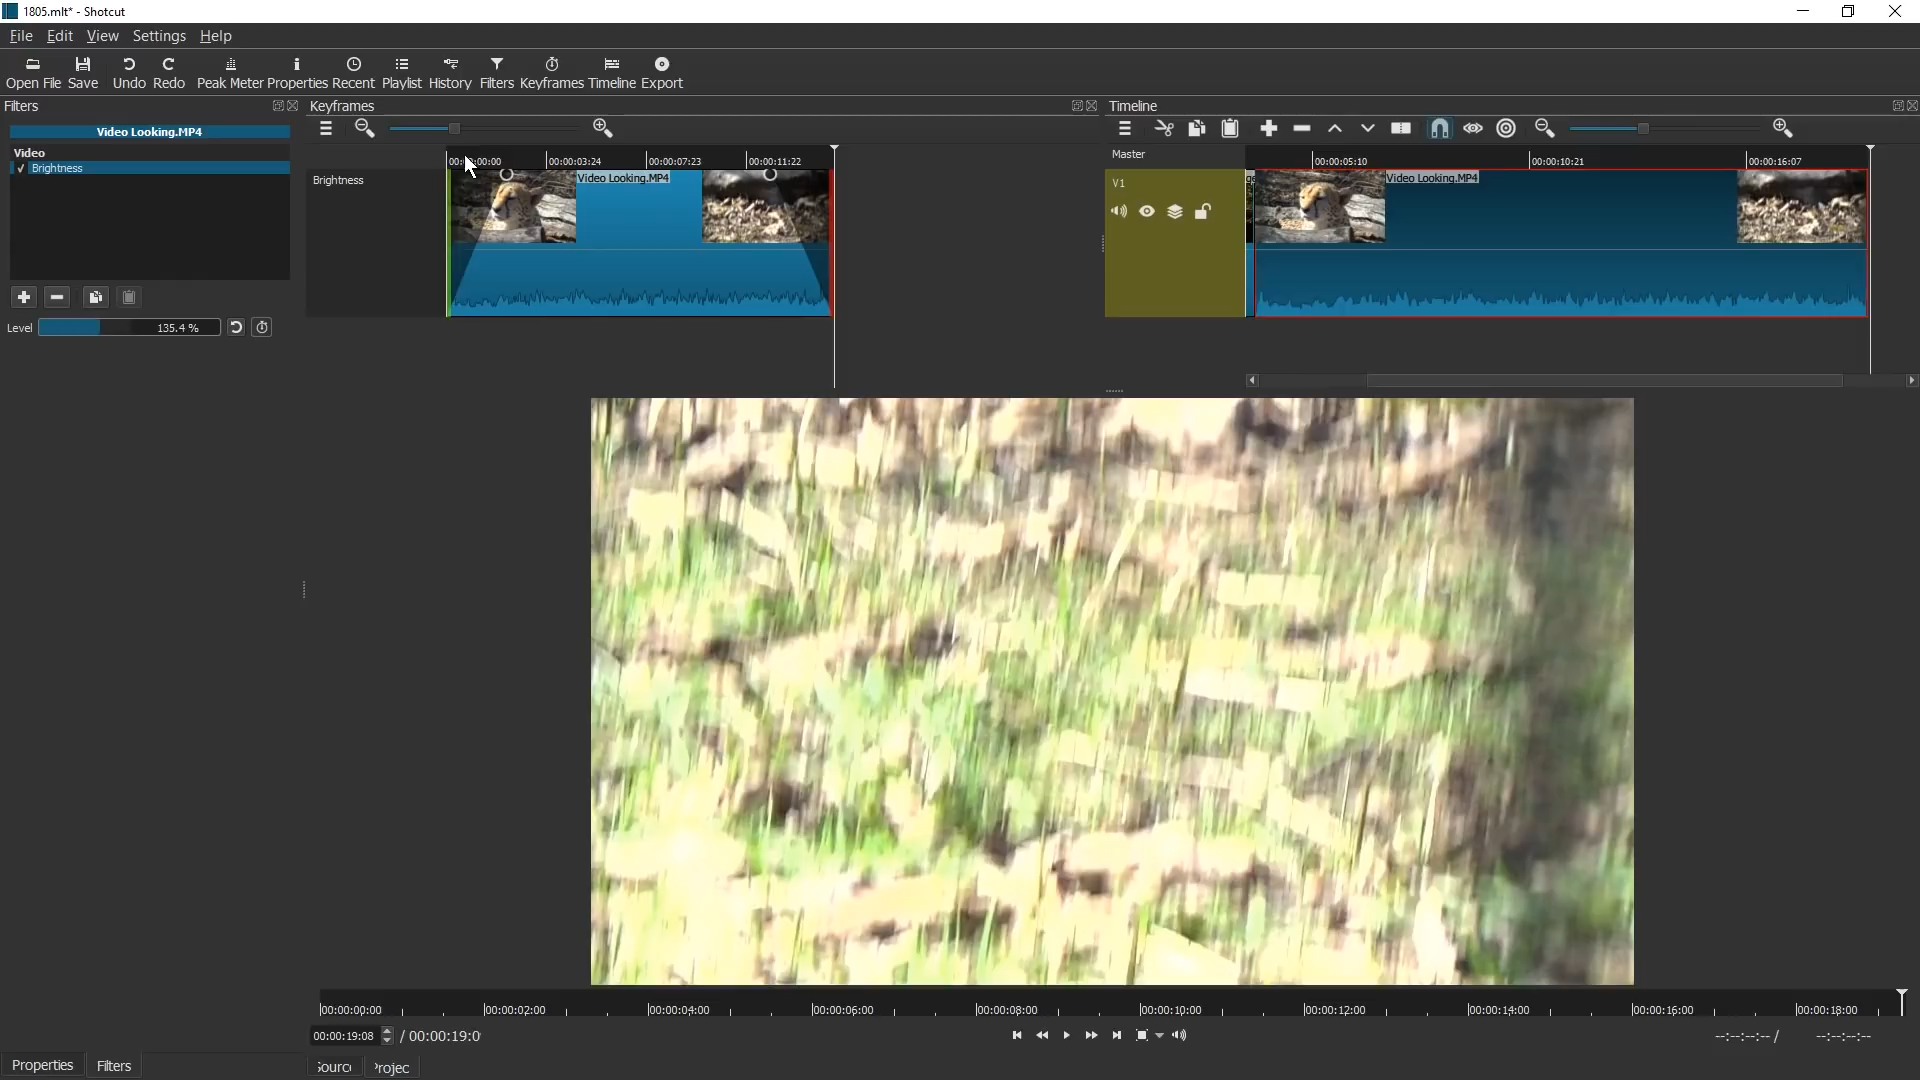 1805.mlt* - Shotcut
File Edit View Settings Help
Open File Save Undo Redo Peak Meter Properties Recent Playlist History Filters Keyframes Timeline Export
Filters
Video Looking.MP4
Video
✓ Brightness
Level 135.4 %
Keyframes
00:00:03:24 00:00:07:23 00:00:11:22
Brightness
Video Looking.MP4
Timeline
Master
00:00:05:10 00:00:10:21 00:00:16:07
V1
Video Looking.MP4
00:00:00:00 00:00:02:00 00:00:04:00 00:00:06:00 00:00:08:00 00:00:10:00 00:00:12:00 00:00:14:00 00:00:16:00 00:00:18:00
00:00:19:08 / 00:00:19:0
--:--:--:-- / --:--:--:--
Properties Filters